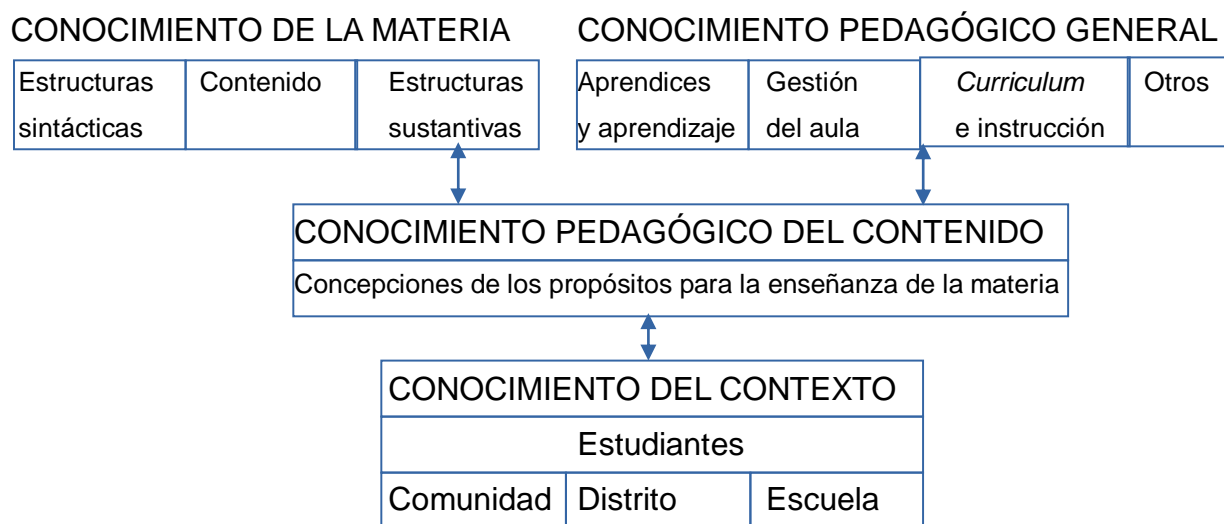 CONOCIMIENTO DE LA MATERIA
CONOCIMIENTO PEDAGÓGICO GENERAL
Estructuras
sintácticas
Contenido
Estructuras
sustantivas
Aprendices
y aprendizaje
Gestión
del aula
Curriculum
e instrucción
Otros
CONOCIMIENTO PEDAGÓGICO DEL CONTENIDO
Concepciones de los propósitos para la enseñanza de la materia
CONOCIMIENTO DEL CONTEXTO
Estudiantes
Comunidad
Distrito
Escuela